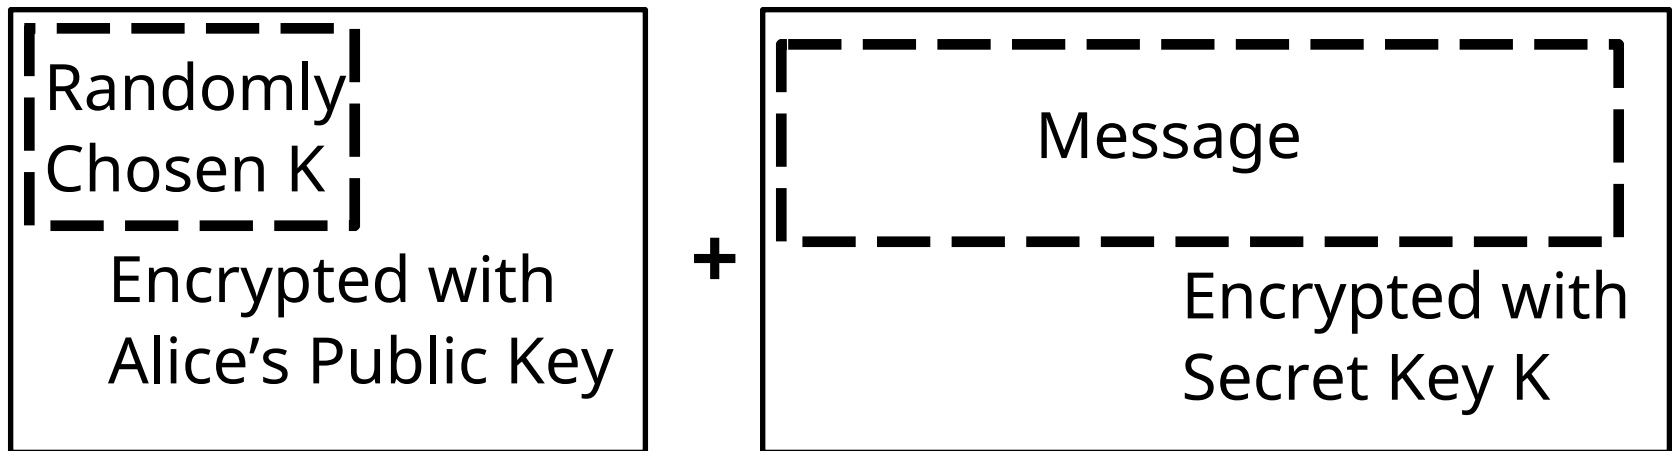 Randomly
Chosen K
Encrypted with
Alice’s Public Key
+
Message
Encrypted with
Secret Key K